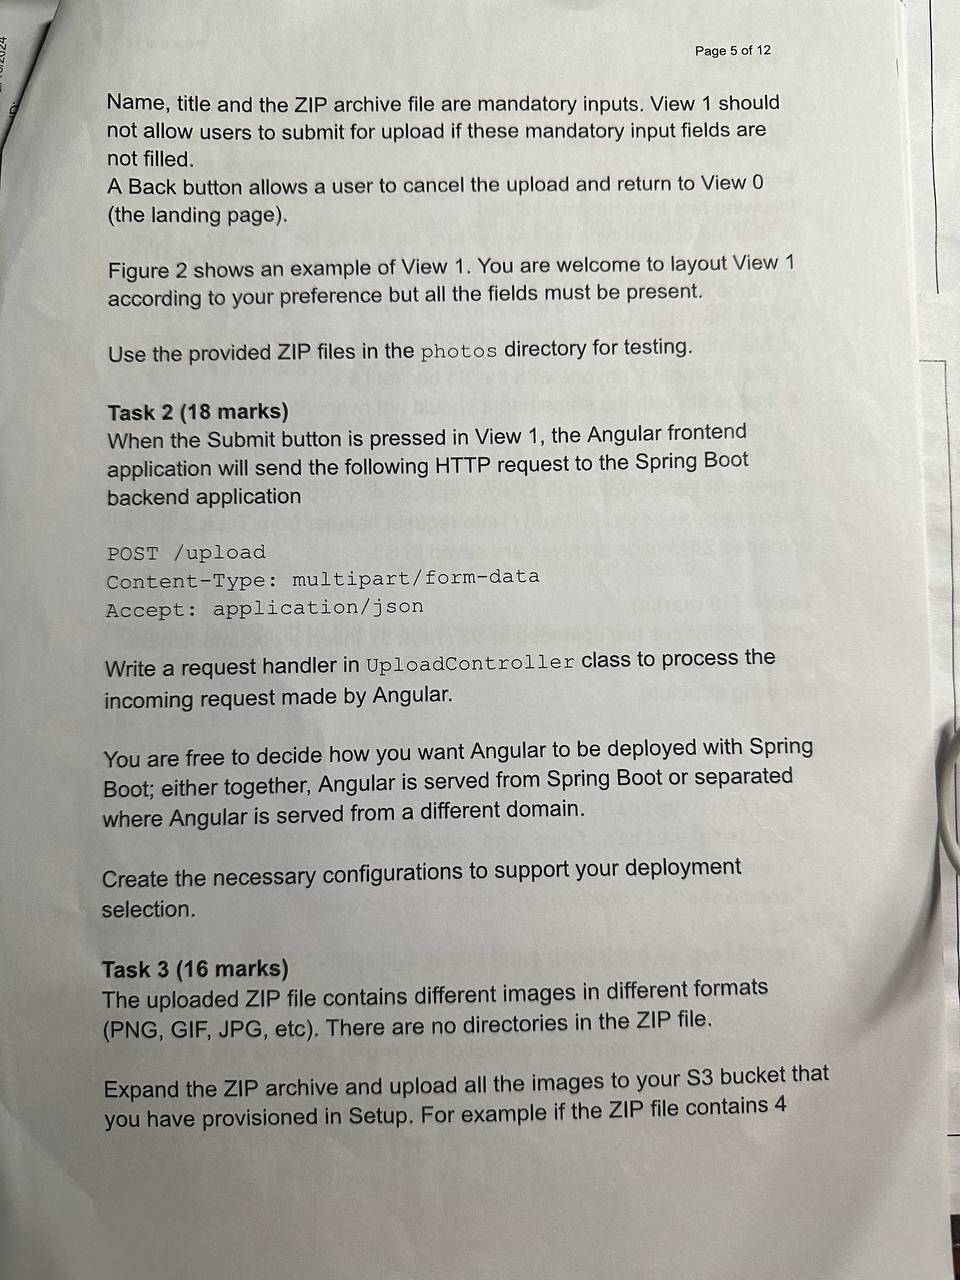 Page 5 of 12
Name, title and the ZIP archive file are mandatory inputs. View 1 should
not allow users to submit for upload if these mandatory input fields are
not filled.
A Back button allows a user to cancel the upload and return to View 0
(the landing page).
Figure 2 shows an example of View 1. You are welcome to layout View 1
according to your preference but all the fields must be present.
Use the provided ZIP files in the photos directory for testing.
Task 2 (18 marks)
When the Submit button is pressed in View 1, the Angular frontend
application will send the following HTTP request to the Spring Boot
backend application
POST /upload
Content-Type: multipart/form-data
Accept: application/json
Write a request handler in UploadController class to process the
incoming request made by Angular.
You are free to decide how you want Angular to be deployed with Spring
Boot; either together, Angular is served from Spring Boot or separated
where Angular is served from a different domain.
Create the necessary configurations to support your deployment
selection.
Task 3 (16 marks)
The uploaded ZIP file contains different images in different formats
(PNG, GIF, JPG, etc). There are no directories in the ZIP file.
Expand the ZIP archive and upload all the images to your S3 bucket that
you have provisioned in Setup. For example if the ZIP file contains 4